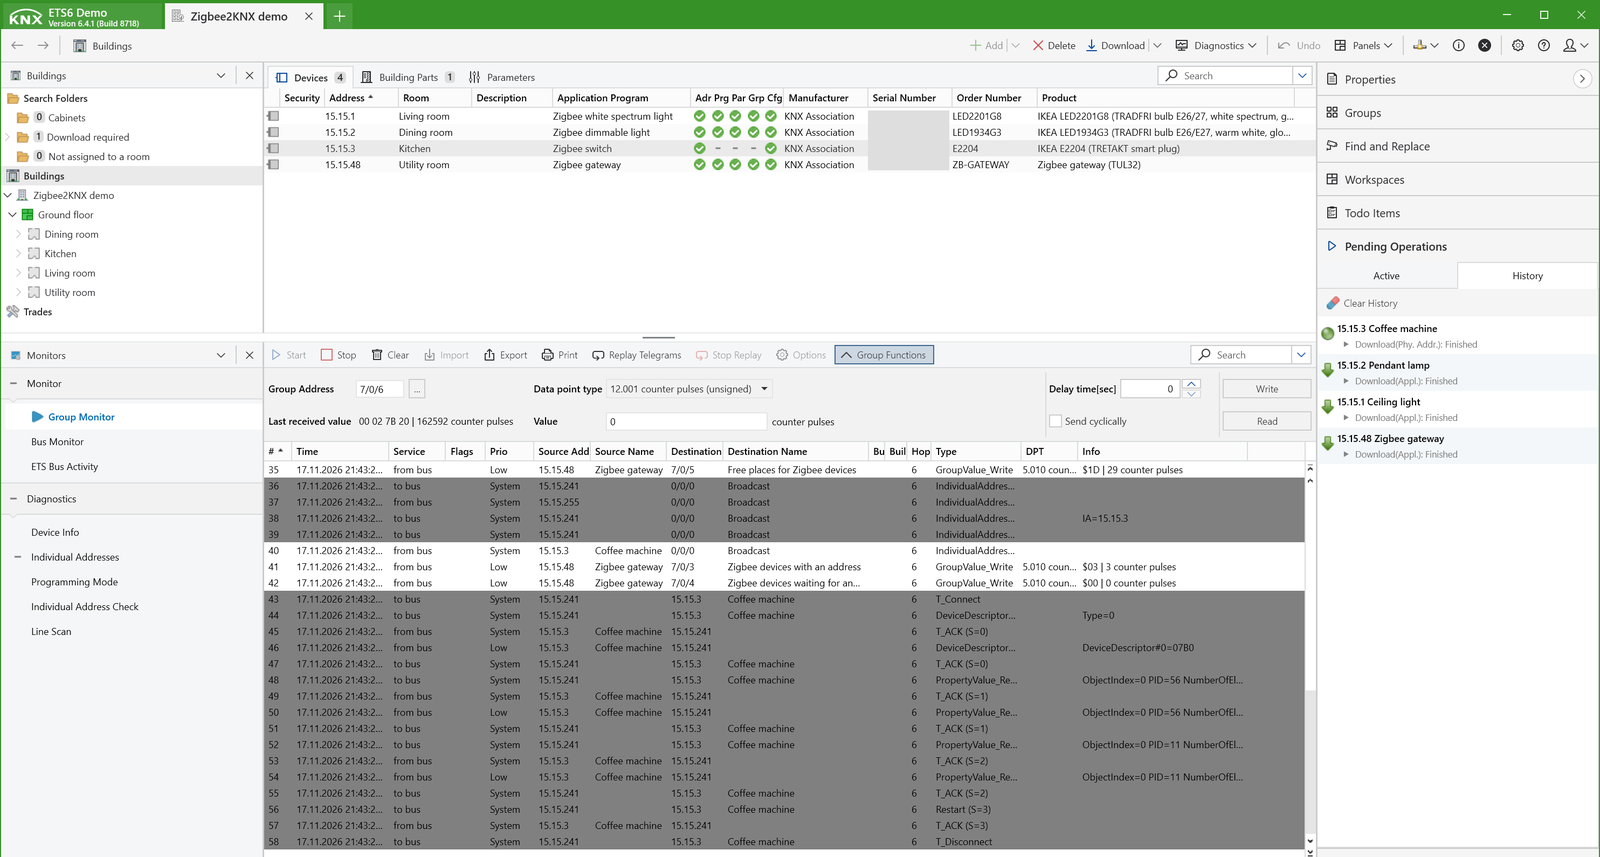 KNX ETS6 Demo
Version 6.4.1 (Build 8718)
Zigbee2KNX demo
Buildings
Add
Delete
Download
Diagnostics
Undo
Panels
Buildings
Search Folders
0 Cabinets
1 Download required
0 Not assigned to a room
Buildings
Zigbee2KNX demo
Ground floor
Dining room
Kitchen
Living room
Utility room
Trades
Devices 4 Building Parts 1 Parameters
Search
Security Address Room Description Application Program Adr Prg Par Grp Cfg Manufacturer Serial Number Order Number Product
15.15.1 Living room Zigbee white spectrum light KNX Association LED2201G8 IKEA LED2201G8 (TRADFRI bulb E26/27, white spectrum, g...
15.15.2 Dining room Zigbee dimmable light KNX Association LED1934G3 IKEA LED1934G3 (TRADFRI bulb E26/E27, warm white, glo...
15.15.3 Kitchen Zigbee switch - - - KNX Association E2204 IKEA E2204 (TRETAKT smart plug)
15.15.48 Utility room Zigbee gateway KNX Association ZB-GATEWAY Zigbee gateway (TUL32)
Properties
Groups
Find and Replace
Workspaces
Todo Items
Pending Operations
Active History
Clear History
15.15.3 Coffee machine
Download(Phy. Addr.): Finished
15.15.2 Pendant lamp
Download(Appl.): Finished
15.15.1 Ceiling light
Download(Appl.): Finished
15.15.48 Zigbee gateway
Download(Appl.): Finished
Monitors
Monitor
Group Monitor
Bus Monitor
ETS Bus Activity
Diagnostics
Device Info
Individual Addresses
Programming Mode
Individual Address Check
Line Scan
Start Stop Clear Import Export Print Replay Telegrams Stop Replay Options Group Functions Search
Group Address 7/0/6 ... Data point type 12.001 counter pulses (unsigned) Delay time[sec] 0 Write
Last received value 00 02 7B 20 | 162592 counter pulses Value 0 counter pulses Send cyclically Read
# Time Service Flags Prio Source Add Source Name Destination Destination Name Bu Buil Hop Type DPT Info
35 17.11.2026 21:43:2... from bus Low 15.15.48 Zigbee gateway 7/0/5 Free places for Zigbee devices 6 GroupValue_Write 5.010 coun... $1D | 29 counter pulses
36 17.11.2026 21:43:2... to bus System 15.15.241 0/0/0 Broadcast 6 IndividualAddres...
37 17.11.2026 21:43:2... from bus System 15.15.255 0/0/0 Broadcast 6 IndividualAddres...
38 17.11.2026 21:43:2... to bus System 15.15.241 0/0/0 Broadcast 6 IndividualAddres... IA=15.15.3
39 17.11.2026 21:43:2... to bus System 15.15.241 0/0/0 Broadcast 6 IndividualAddres...
40 17.11.2026 21:43:2... from bus System 15.15.3 Coffee machine 0/0/0 Broadcast 6 IndividualAddres...
41 17.11.2026 21:43:2... from bus Low 15.15.48 Zigbee gateway 7/0/3 Zigbee devices with an address 6 GroupValue_Write 5.010 coun... $03 | 3 counter pulses
42 17.11.2026 21:43:2... from bus Low 15.15.48 Zigbee gateway 7/0/4 Zigbee devices waiting for an... 6 GroupValue_Write 5.010 coun... $00 | 0 counter pulses
43 17.11.2026 21:43:2... to bus System 15.15.241 15.15.3 Coffee machine 6 T_Connect
44 17.11.2026 21:43:2... to bus System 15.15.241 15.15.3 Coffee machine 6 DeviceDescriptor... Type=0
45 17.11.2026 21:43:2... from bus System 15.15.3 Coffee machine 15.15.241 6 T_ACK (S=0)
46 17.11.2026 21:43:2... from bus Low 15.15.3 Coffee machine 15.15.241 6 DeviceDescriptor... DeviceDescriptor#0=07B0
47 17.11.2026 21:43:2... to bus System 15.15.241 15.15.3 Coffee machine 6 T_ACK (S=0)
48 17.11.2026 21:43:2... to bus System 15.15.241 15.15.3 Coffee machine 6 PropertyValue_Re... ObjectIndex=0 PID=56 NumberOfEl...
49 17.11.2026 21:43:2... from bus System 15.15.3 Coffee machine 15.15.241 6 T_ACK (S=1)
50 17.11.2026 21:43:2... from bus Low 15.15.3 Coffee machine 15.15.241 6 PropertyValue_Re... ObjectIndex=0 PID=56 NumberOfEl...
51 17.11.2026 21:43:2... to bus System 15.15.241 15.15.3 Coffee machine 6 T_ACK (S=1)
52 17.11.2026 21:43:2... to bus System 15.15.241 15.15.3 Coffee machine 6 PropertyValue_Re... ObjectIndex=0 PID=11 NumberOfEl...
53 17.11.2026 21:43:2... from bus System 15.15.3 Coffee machine 15.15.241 6 T_ACK (S=2)
54 17.11.2026 21:43:2... from bus Low 15.15.3 Coffee machine 15.15.241 6 PropertyValue_Re... ObjectIndex=0 PID=11 NumberOfEl...
55 17.11.2026 21:43:2... to bus System 15.15.241 15.15.3 Coffee machine 6 T_ACK (S=2)
56 17.11.2026 21:43:2... to bus System 15.15.241 15.15.3 Coffee machine 6 Restart (S=3)
57 17.11.2026 21:43:2... from bus System 15.15.3 Coffee machine 15.15.241 6 T_ACK (S=3)
58 17.11.2026 21:43:2... to bus System 15.15.241 15.15.3 Coffee machine 6 T_Disconnect